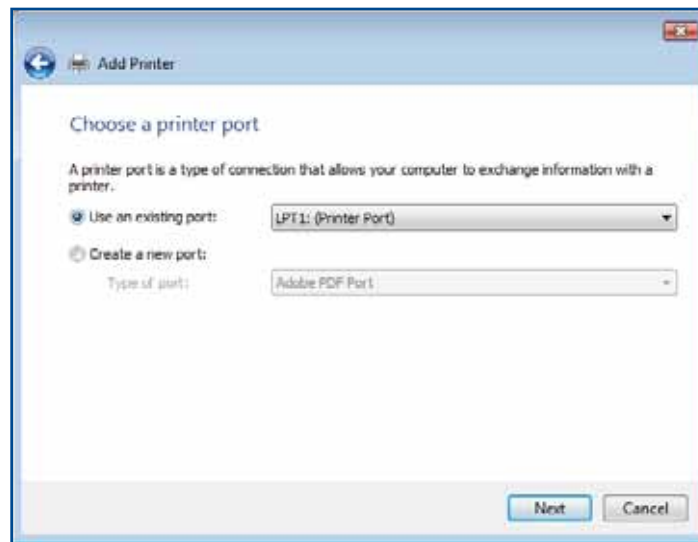 Add Printer
Choose a printer port
A printer port is a type of connection that allows your computer to exchange information with a
printer.
Use an existing port: LPT1: (Printer Port)
Create a new port:
Type of port: Adobe PDF Port
Next Cancel